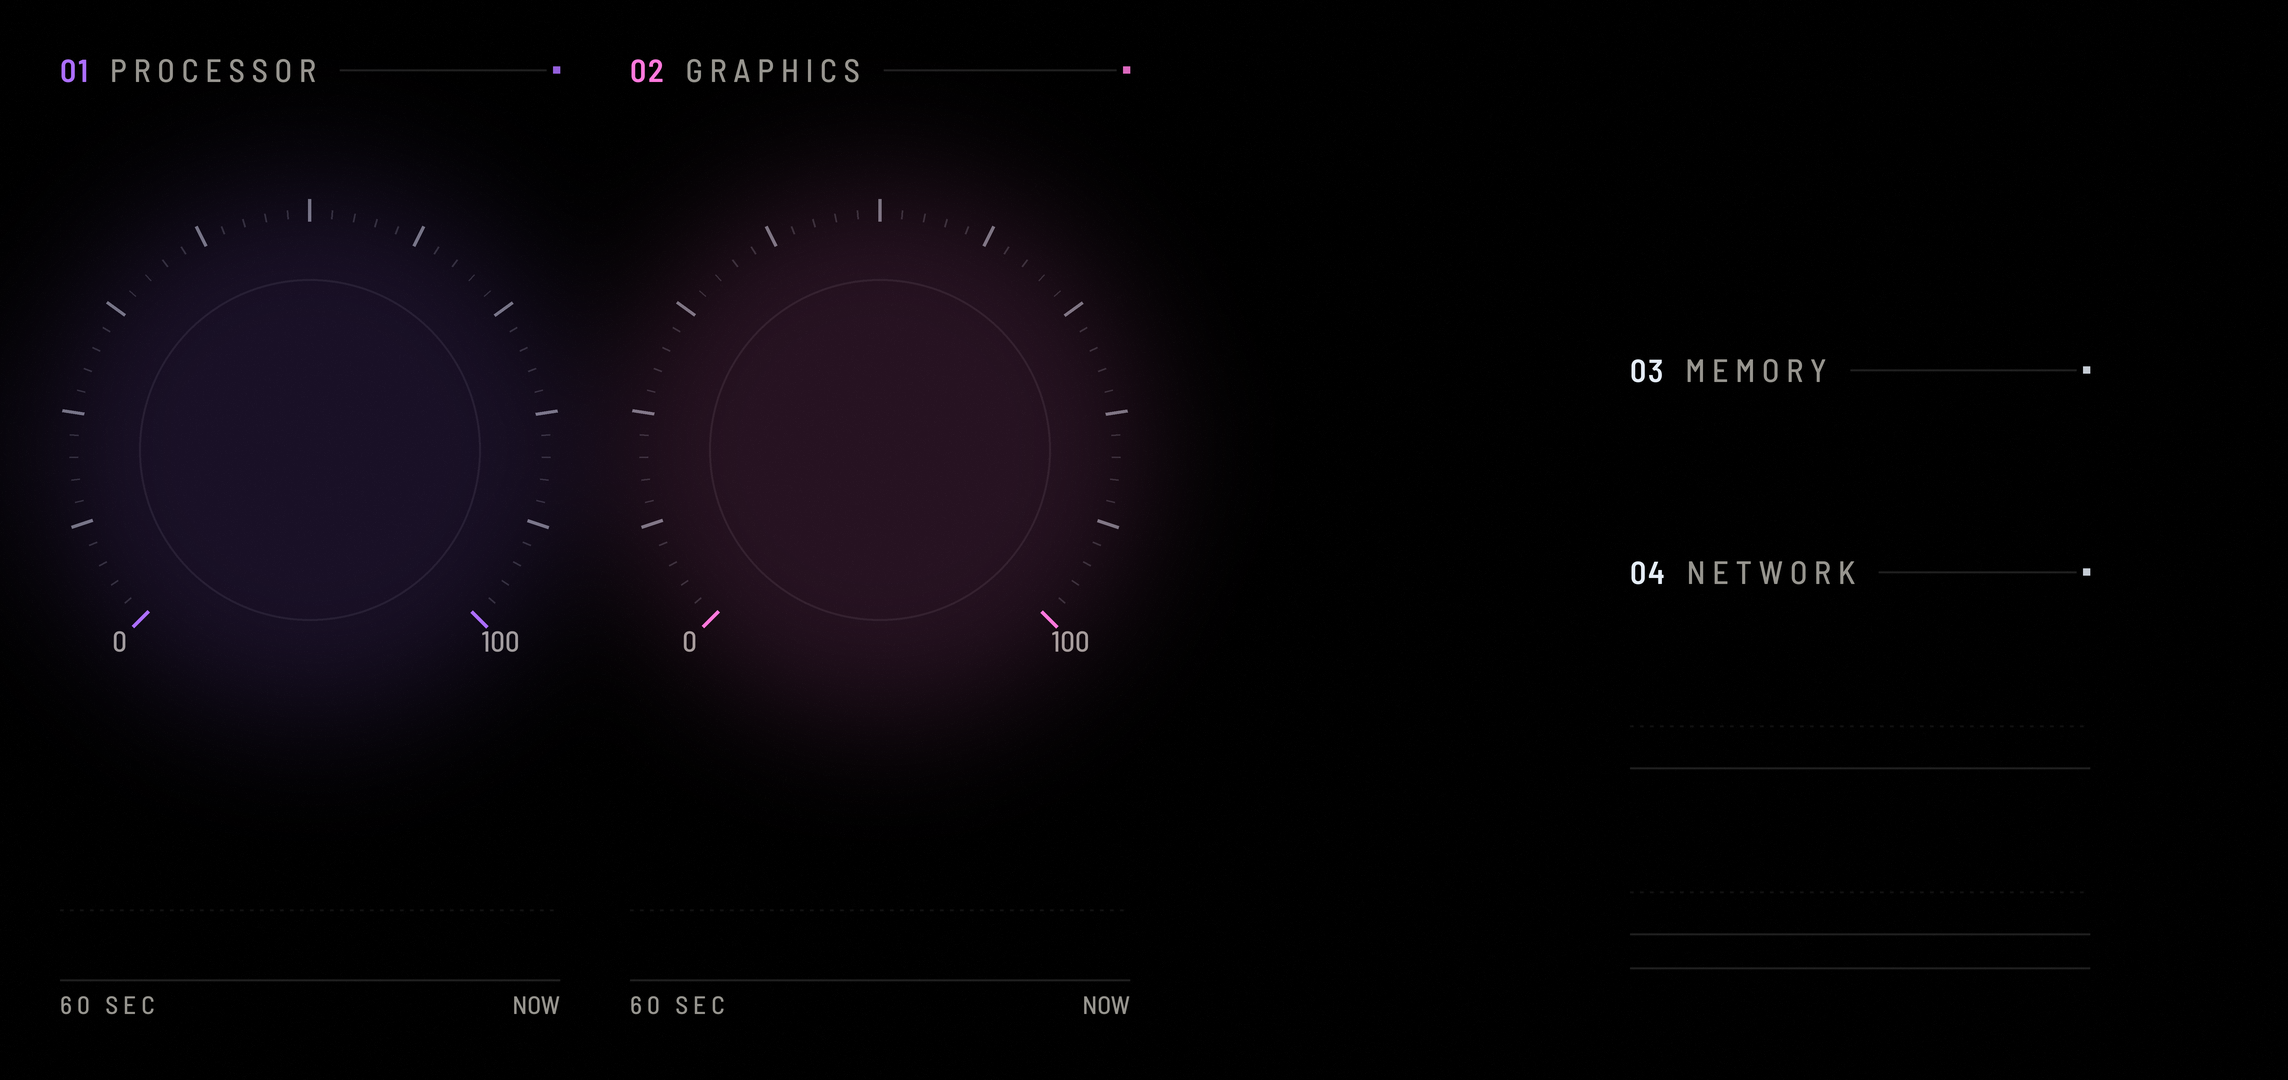 01 PROCESSOR
02 GRAPHICS
0
100
0
100
60 SEC
NOW
60 SEC
NOW
03 MEMORY
04 NETWORK